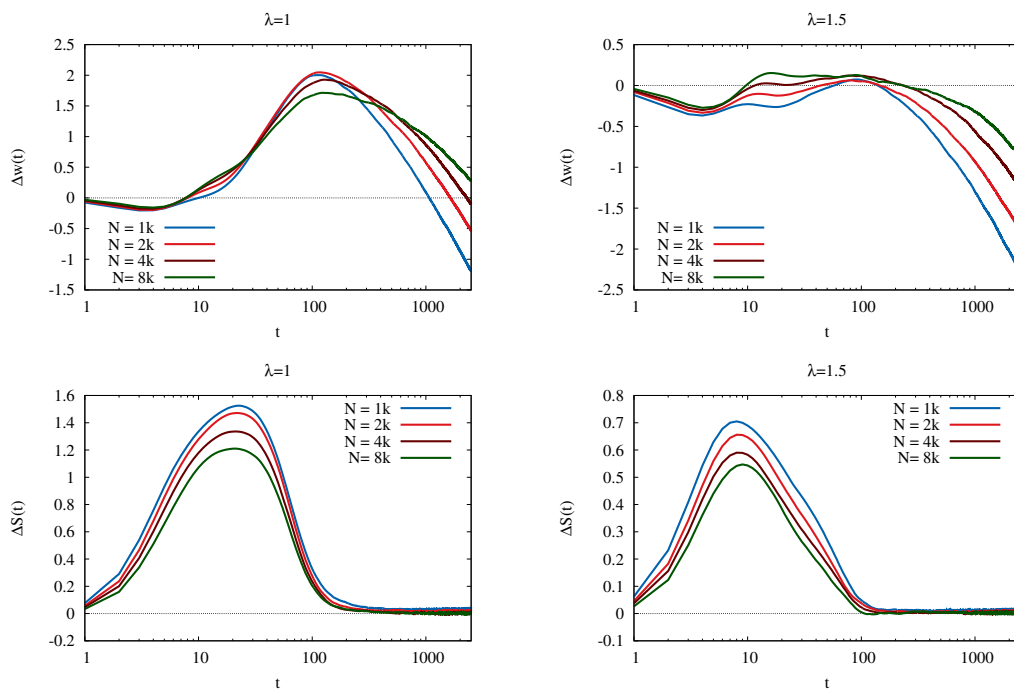 λ=1
2.5
2
1.5
1
0.5
0
-0.5
-1
-1.5
Δw(t)
N = 1k
N = 2k
N = 4k
N= 8k
1 10 100 1000
t
λ=1.5
0.5
0
-0.5
-1
-1.5
-2
-2.5
Δw(t)
N = 1k
N = 2k
N = 4k
N= 8k
1 10 100 1000
t
λ=1
1.6
1.4
1.2
1
0.8
0.6
0.4
0.2
0
-0.2
ΔS(t)
N = 1k
N = 2k
N = 4k
N= 8k
1 10 100 1000
t
λ=1.5
0.8
0.7
0.6
0.5
0.4
0.3
0.2
0.1
0
-0.1
ΔS(t)
N = 1k
N = 2k
N = 4k
N= 8k
1 10 100 1000
t